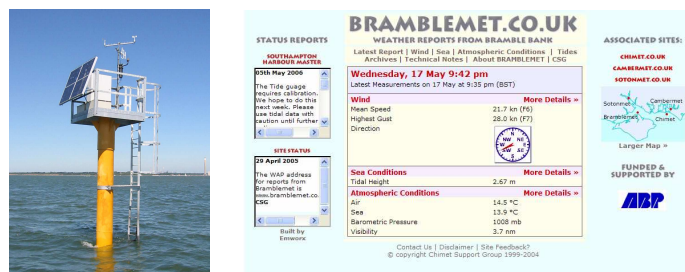 BRAMBLEMET.CO.UK
WEATHER REPORTS FROM BRAMBLE BANK
Latest Report | Wind | Sea | Atmospheric Conditions | Tides
Archives | Technical Notes | About BRAMBLEMET | CSG
STATUS REPORTS
SOUTHAMPTON
HARBOUR MASTER
05th May 2006
The Tide guage
requires calibration.
We hope to do this
next week. Please
use tidal data with
caution until further
SITE STATUS
29 April 2005
The WAP address
for reports from
Bramblemet is
www.bramblemet.co.
CSG
Built by
Emworx
Wednesday, 17 May 9:42 pm
Latest Measurements on 17 May at 9:35 pm (BST)
Wind More Details »
Mean Speed 21.7 kn (F6)
Highest Gust 28.0 kn (F7)
Direction
N
NW NE
W E
SW SE
S
Sea Conditions More Details »
Tidal Height 2.67 m
Atmospheric Conditions More Details »
Air 14.5 °C
Sea 13.9 °C
Barometric Pressure 1008 mb
Visibility 3.7 nm
Contact Us | Disclaimer | Site Feedback?
© copyright Chimet Support Group 1999-2004
ASSOCIATED SITES:
CHIMET.CO.UK
CAMBERMET.CO.UK
SOTONMET.CO.UK
Sotonmet
Cambermet
Bramblemet
Chimet
Larger Map »
FUNDED &
SUPPORTED BY
ABP